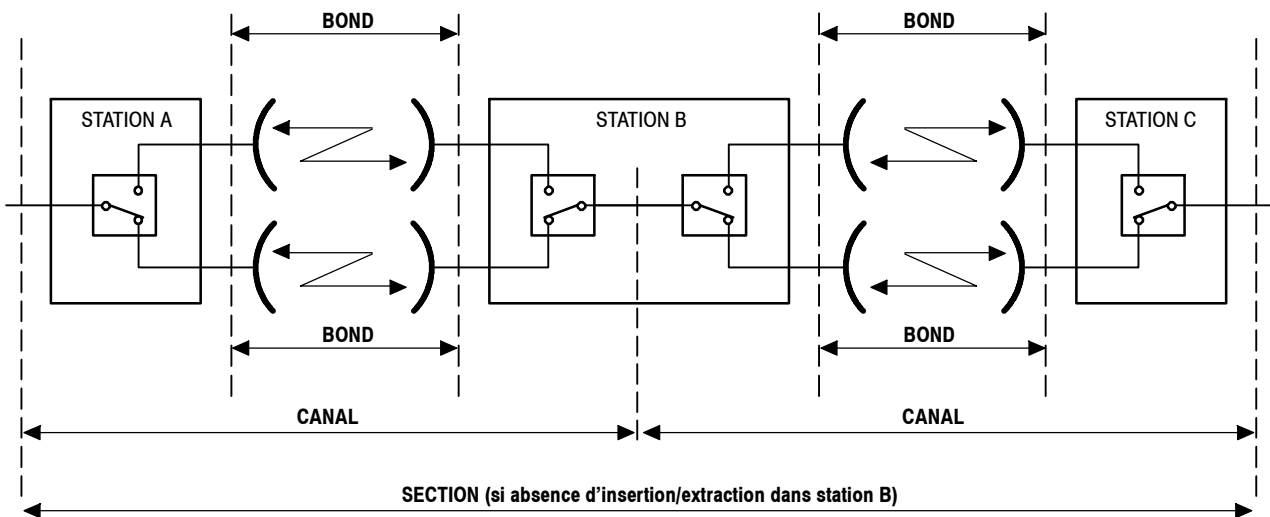 BOND
BOND
STATION A
STATION B
STATION C
BOND
BOND
CANAL
CANAL
SECTION (si absence d’insertion/extraction dans station B)